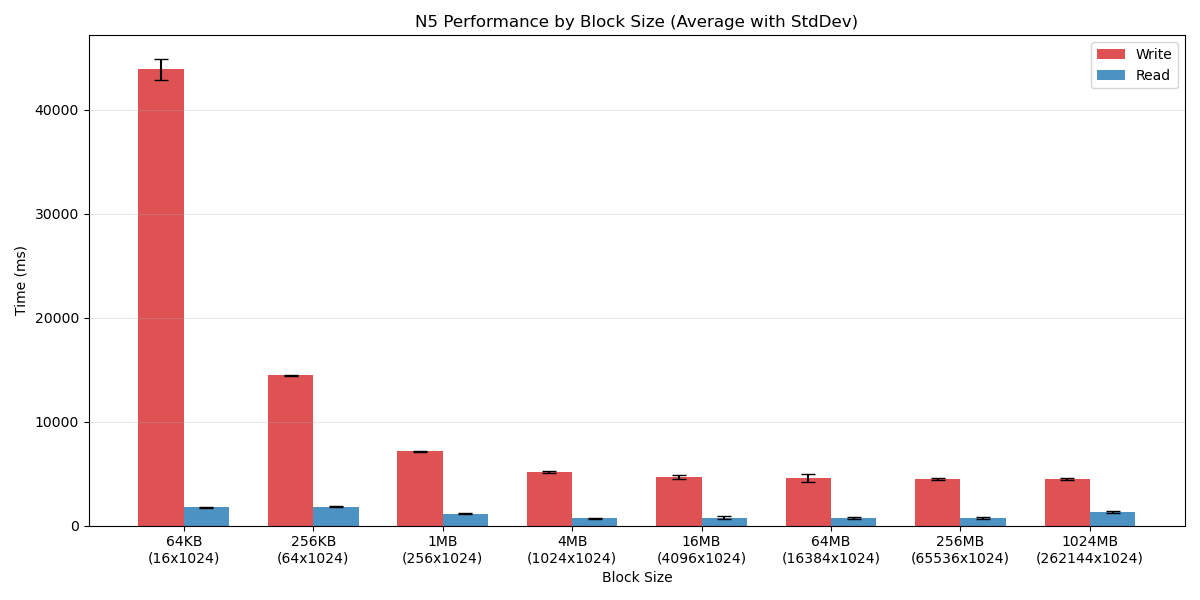 N5 Performance by Block Size (Average with StdDev)
Write
Read
Time (ms)
40000
30000
20000
10000
0
64KB
(16x1024)
256KB
(64x1024)
1MB
(256x1024)
4MB
(1024x1024)
16MB
(4096x1024)
64MB
(16384x1024)
256MB
(65536x1024)
1024MB
(262144x1024)
Block Size